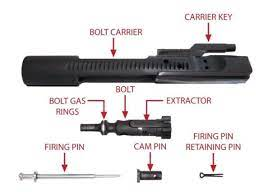 CARRIER KEY
BOLT CARRIER
BOLT
BOLT GAS
RINGS
EXTRACTOR
FIRING PIN
CAM PIN
FIRING PIN
RETAINING PIN